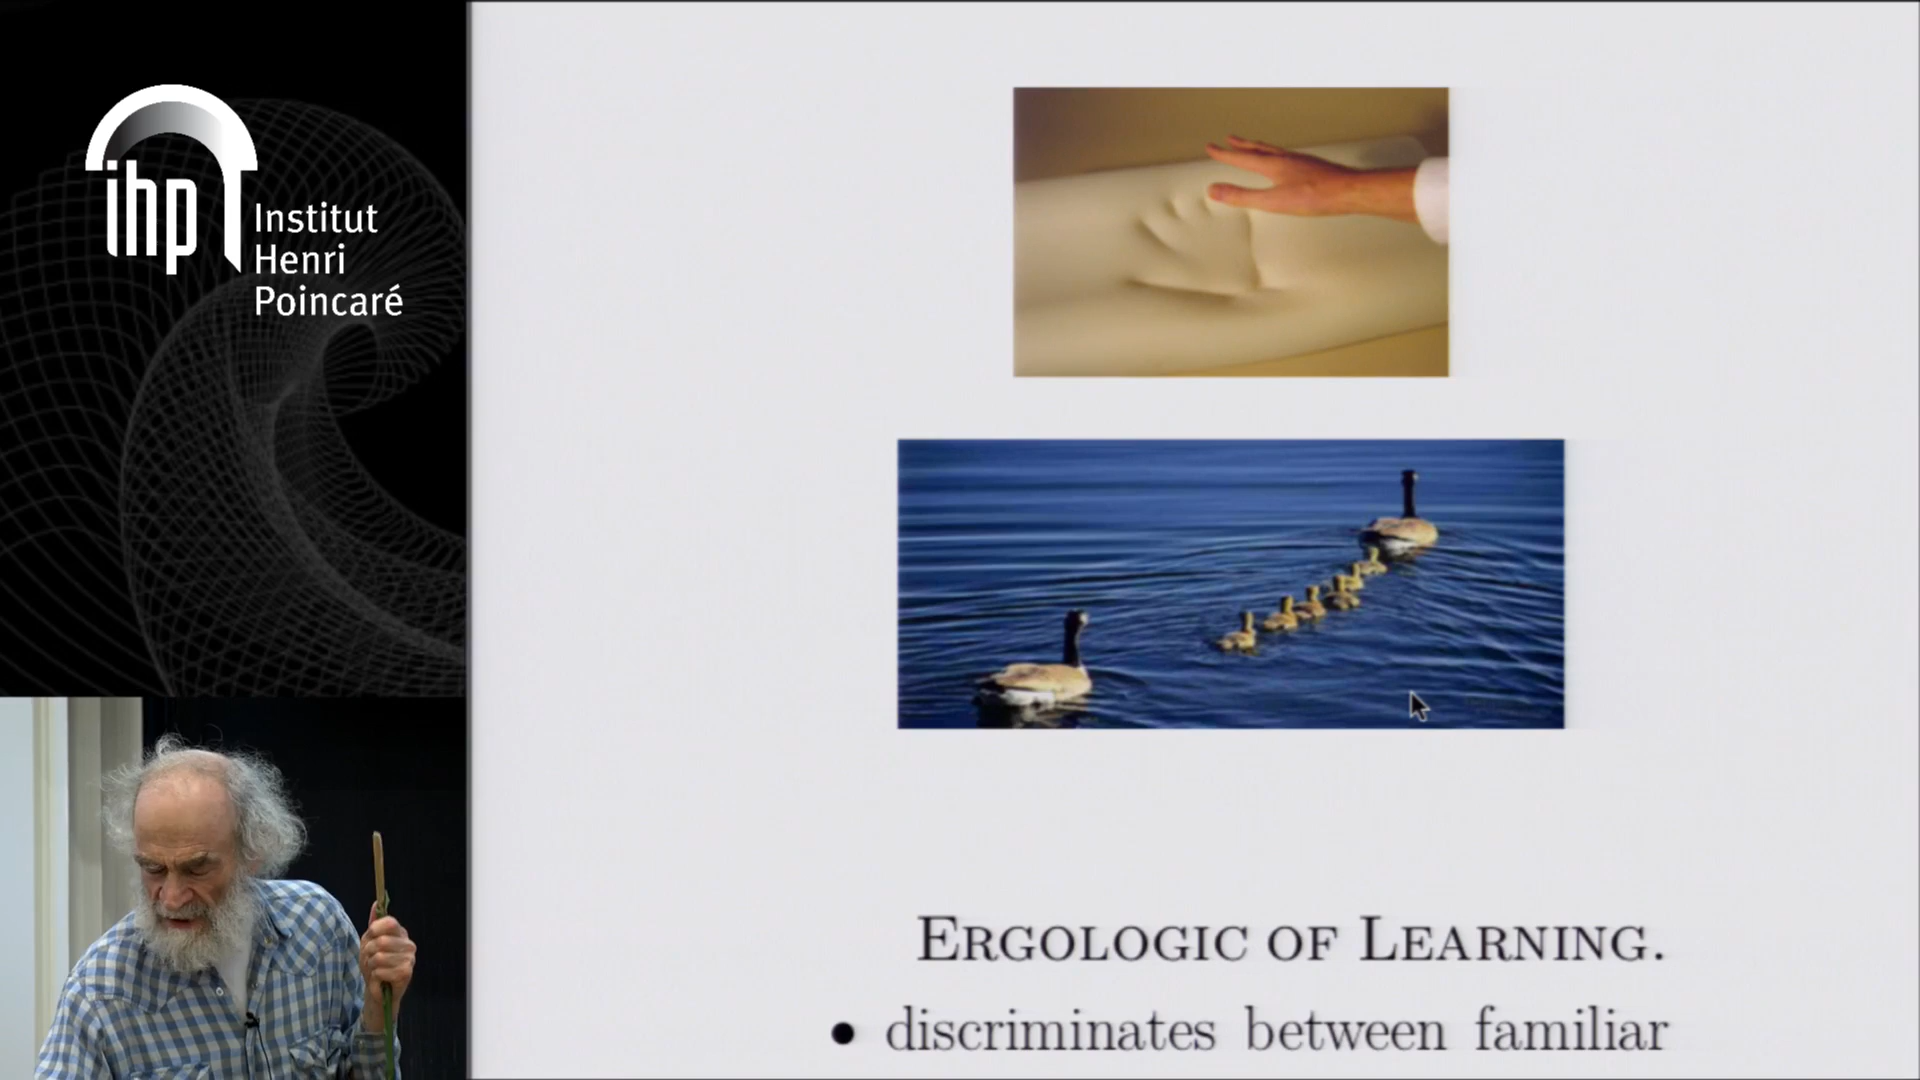 ihp
Institut
Henri
Poincaré
ERGOLOGIC OF LEARNING.
• discriminates between familiar